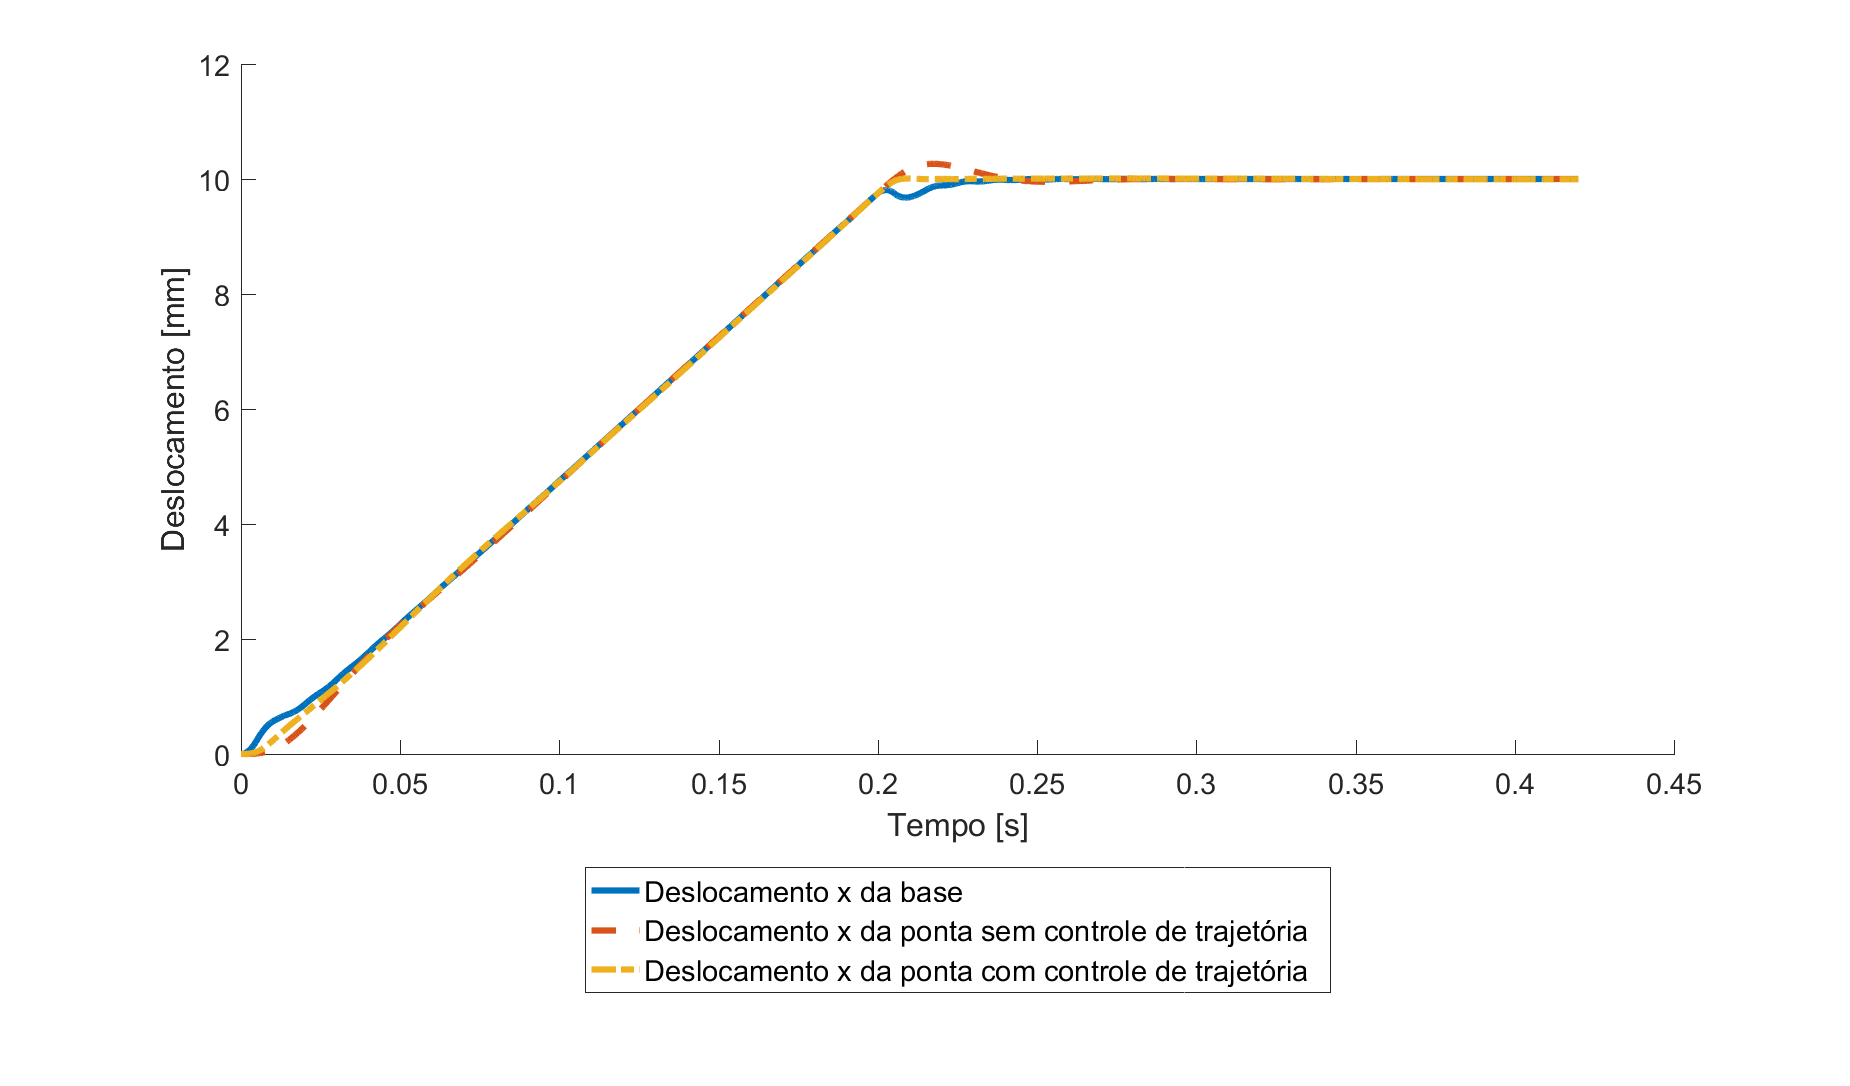 12
10
8
6
4
2
0
Deslocamento [mm]
0 0.05 0.1 0.15 0.2 0.25 0.3 0.35 0.4 0.45
Tempo [s]
Deslocamento x da base
Deslocamento x da ponta sem controle de trajetória
Deslocamento x da ponta com controle de trajetória